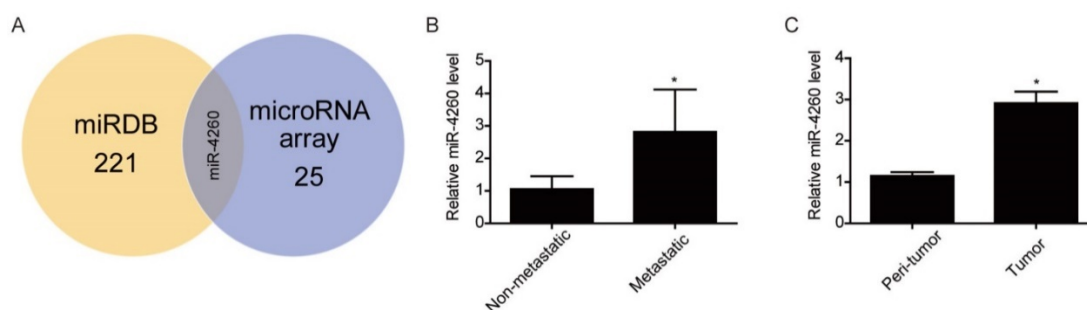 A
miRDB
221
miR-4260
microRNA
array
25
B
Relative miR-4260 level
5
4
3
2
1
0
*
Non-metastatic
Metastatic
C
Relative miR-4260 level
4
3
2
1
0
*
Peri-tumor
Tumor